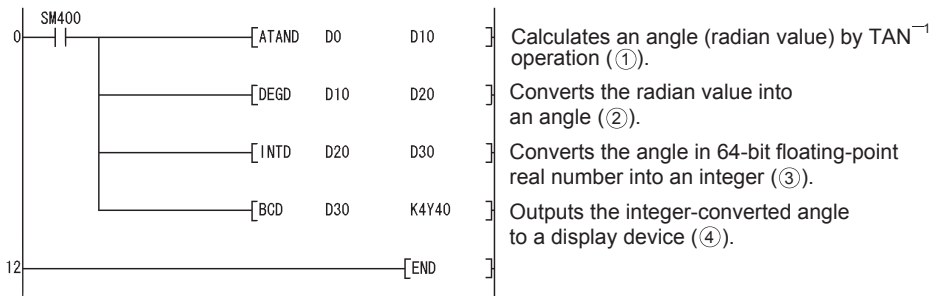 SM400
0 ATAND D0 D10 Calculates an angle (radian value) by TAN⁻¹
operation (①).
DEGD D10 D20 Converts the radian value into
an angle (②).
INTD D20 D30 Converts the angle in 64-bit floating-point
real number into an integer (③).
BCD D30 K4Y40 Outputs the integer-converted angle
to a display device (④).
12 END